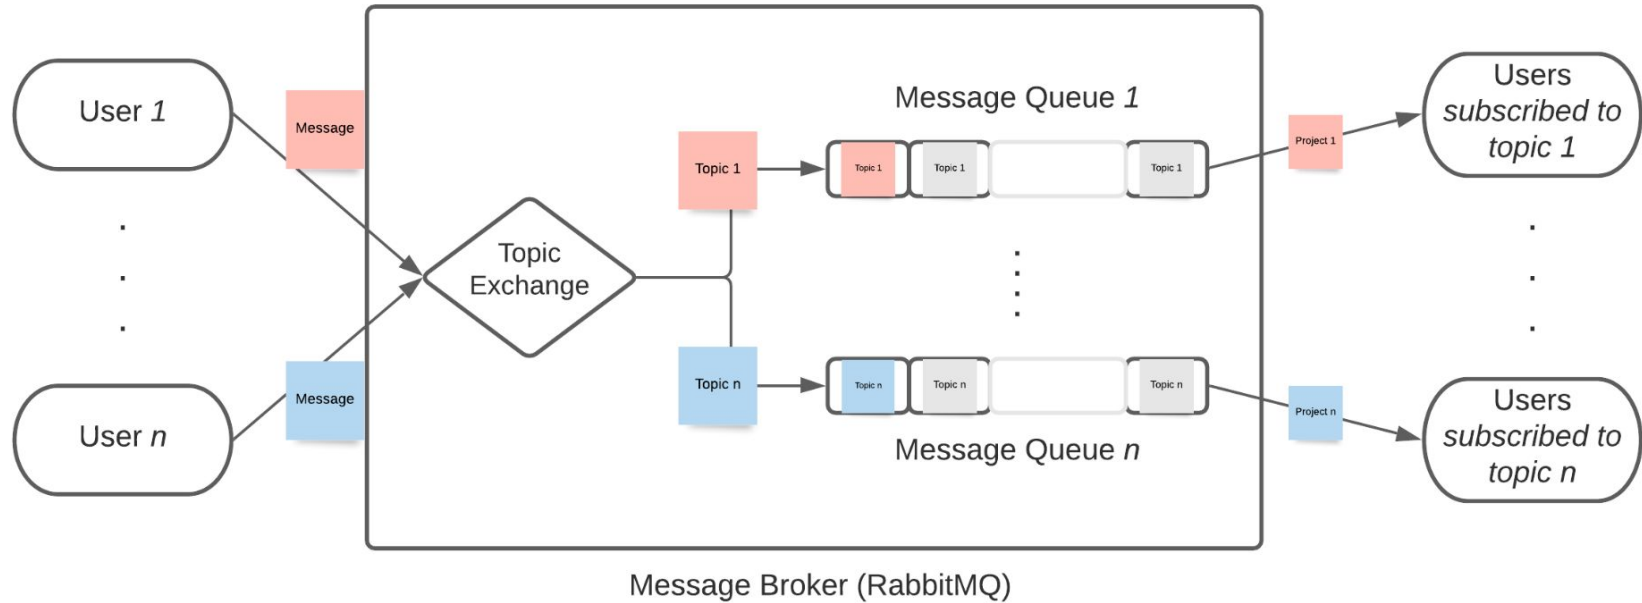 User 1
Message
Message Queue 1
Topic 1
Topic 1
Topic 1
Topic 1
Project 1
Users
subscribed to
topic 1
Topic
Exchange
User n
Message
Topic n
Topic n
Topic n
Topic n
Message Queue n
Project n
Users
subscribed to
topic n
Message Broker (RabbitMQ)